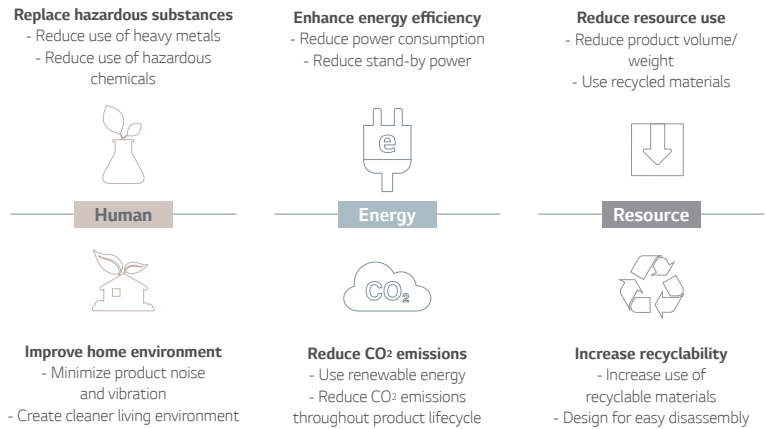 Replace hazardous substances
- Reduce use of heavy metals
- Reduce use of hazardous
chemicals
Enhance energy efficiency
- Reduce power consumption
- Reduce stand-by power
Reduce resource use
- Reduce product volume/
weight
- Use recycled materials
e
Human
Energy
Resource
CO2
Improve home environment
- Minimize product noise
and vibration
- Create cleaner living environment
Reduce CO2 emissions
- Use renewable energy
- Reduce CO2 emissions
throughout product lifecycle
Increase recyclability
- Increase use of
recyclable materials
- Design for easy disassembly